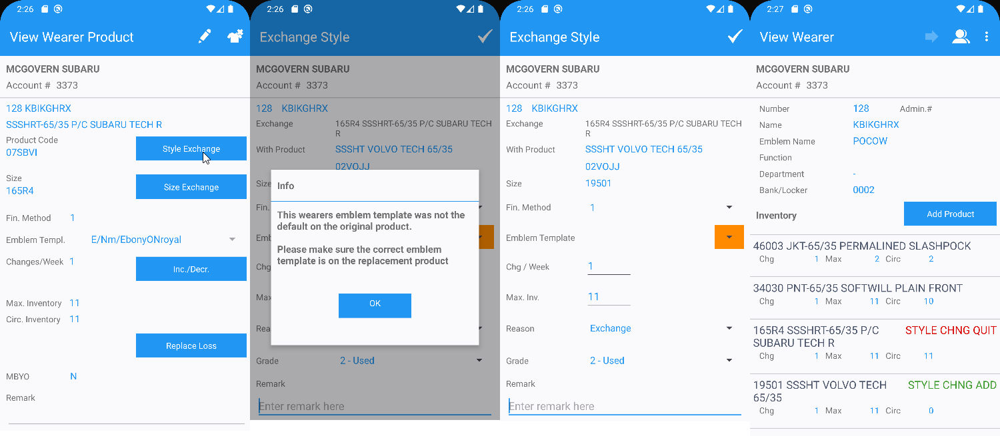 2:26
View Wearer Product
MCGOVERN SUBARU
Account # 3373
128 KBIKGHRX
SSSHRT-65/35 P/C SUBARU TECH R
Product Code
07SBVI
Style Exchange
Size
165R4
Size Exchange
Fin. Method 1
Emblem Templ. E/Nm/EbonyONroyal
Changes/Week 1
Inc./Decr.
Max. Inventory 11
Circ. Inventory 11
Replace Loss
MBYO N
Remark
2:26
Exchange Style
MCGOVERN SUBARU
Account # 3373
128 KBIKGHRX
Exchange 165R4 SSSHRT-65/35 P/C SUBARU TECH
R
With Product SSSHT VOLVO TECH 65/35
02VOJJ
Size
Fin.
Emb
Chg
Max
Rea
Info
This wearers emblem template was not the
default on the original product.
Please make sure the correct emblem
template is on the replacement product
OK
Grade 2 - Used
Remark
Enter remark here
2:26
Exchange Style
MCGOVERN SUBARU
Account # 3373
128 KBIKGHRX
Exchange 165R4 SSSHRT-65/35 P/C SUBARU TECH
R
With Product SSSHT VOLVO TECH 65/35
02VOJJ
Size 19501
Fin. Method 1
Emblem Template
Chg / Week 1
Max. Inv. 11
Reason Exchange
Grade 2 - Used
Remark
Enter remark here
2:27
View Wearer
MCGOVERN SUBARU
Account # 3373
Number 128 Admin.#
Name KBIKGHRX
Emblem Name POCOW
Function
Department -
Bank/Locker 0002
Inventory Add Product
46003 JKT-65/35 PERMALINED SLASHPOCK
Chg 1 Max 2 Circ 2
34030 PNT-65/35 SOFTWILL PLAIN FRONT
Chg 1 Max 11 Circ 10
165R4 SSSHRT-65/35 P/C STYLE CHNG QUIT
SUBARU TECH R
Chg 1 Max 11 Circ 11
19501 SSSHT VOLVO TECH STYLE CHNG ADD
65/35
Chg 1 Max 11 Circ 0